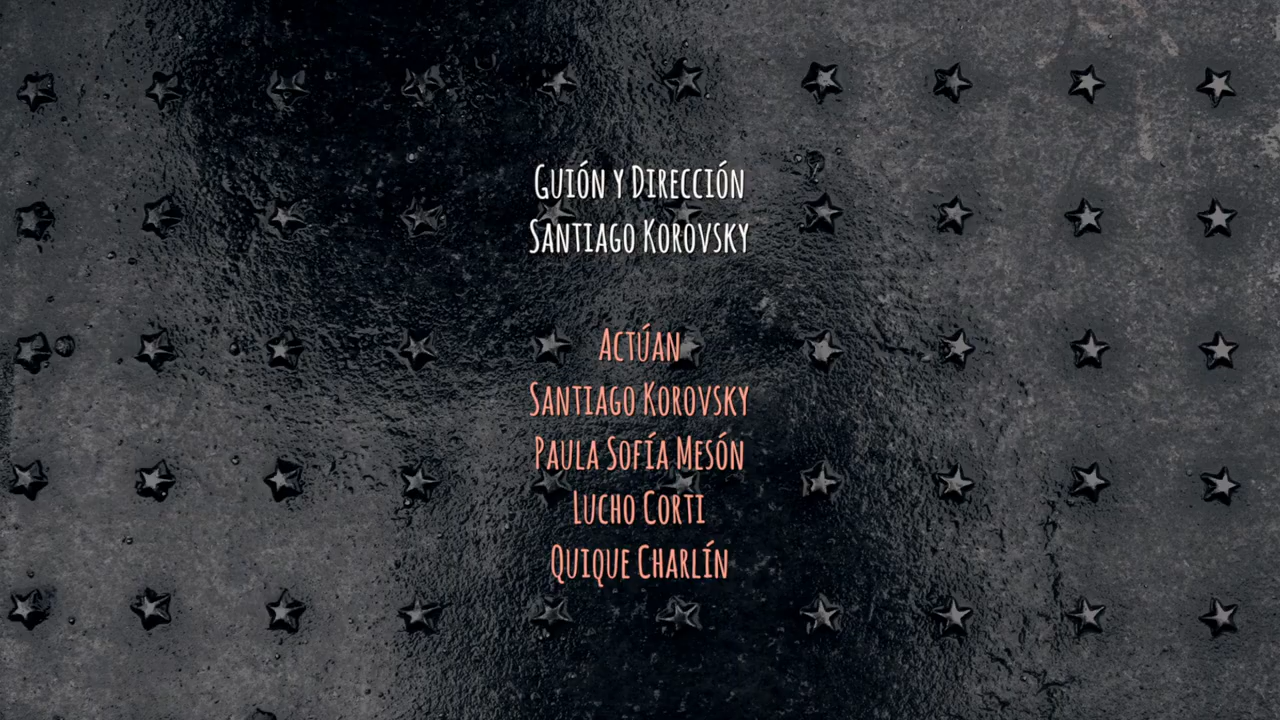 Guión y Dirección
Santiago Korovsky
Actúan
Santiago Korovsky
Paula Sofía Mesón
Lucho Corti
Quique Charlín